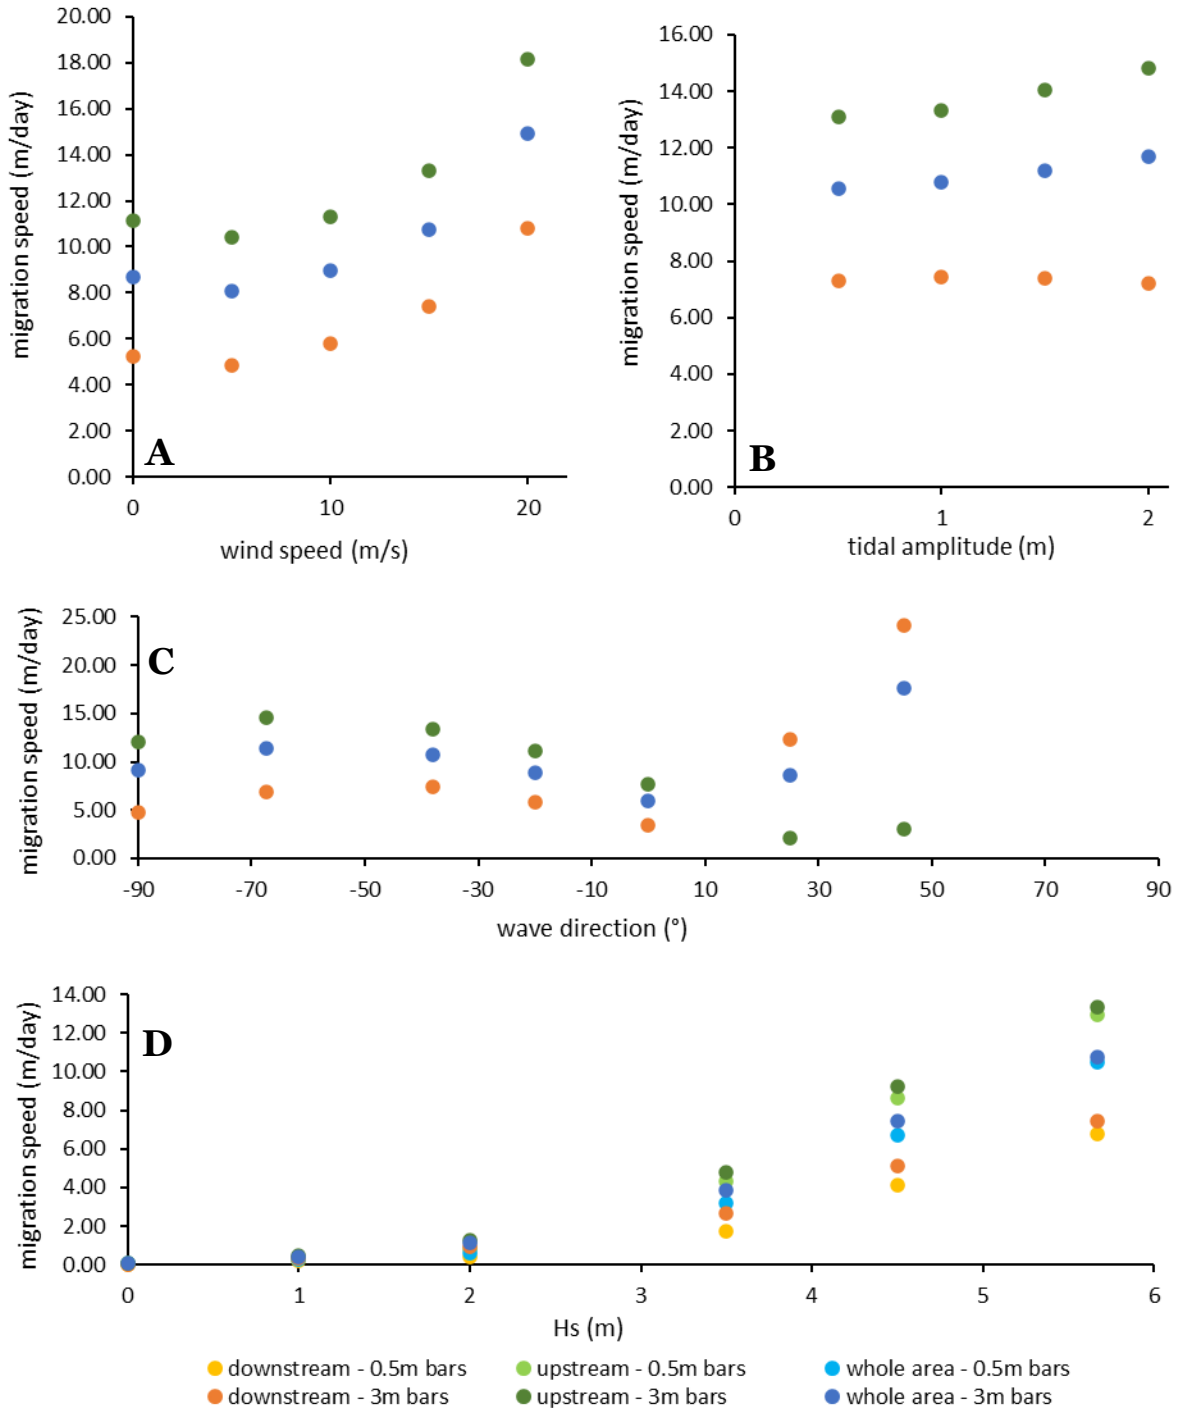 20.00
18.00
16.00
14.00
12.00
10.00
8.00
6.00
4.00
2.00
0.00
migration speed (m/day)
A
0 10 20
wind speed (m/s)
16.00
14.00
12.00
10.00
8.00
6.00
4.00
2.00
0.00
migration speed (m/day)
B
0 1 2
tidal amplitude (m)
25.00
20.00
15.00
10.00
5.00
0.00
migration speed (m/day)
C
-90 -70 -50 -30 -10 10 30 50 70 90
wave direction (°)
14.00
12.00
10.00
8.00
6.00
4.00
2.00
0.00
migration speed (m/day)
D
0 1 2 3 4 5 6
Hs (m)
downstream - 0.5m bars upstream - 0.5m bars whole area - 0.5m bars
downstream - 3m bars upstream - 3m bars whole area - 3m bars